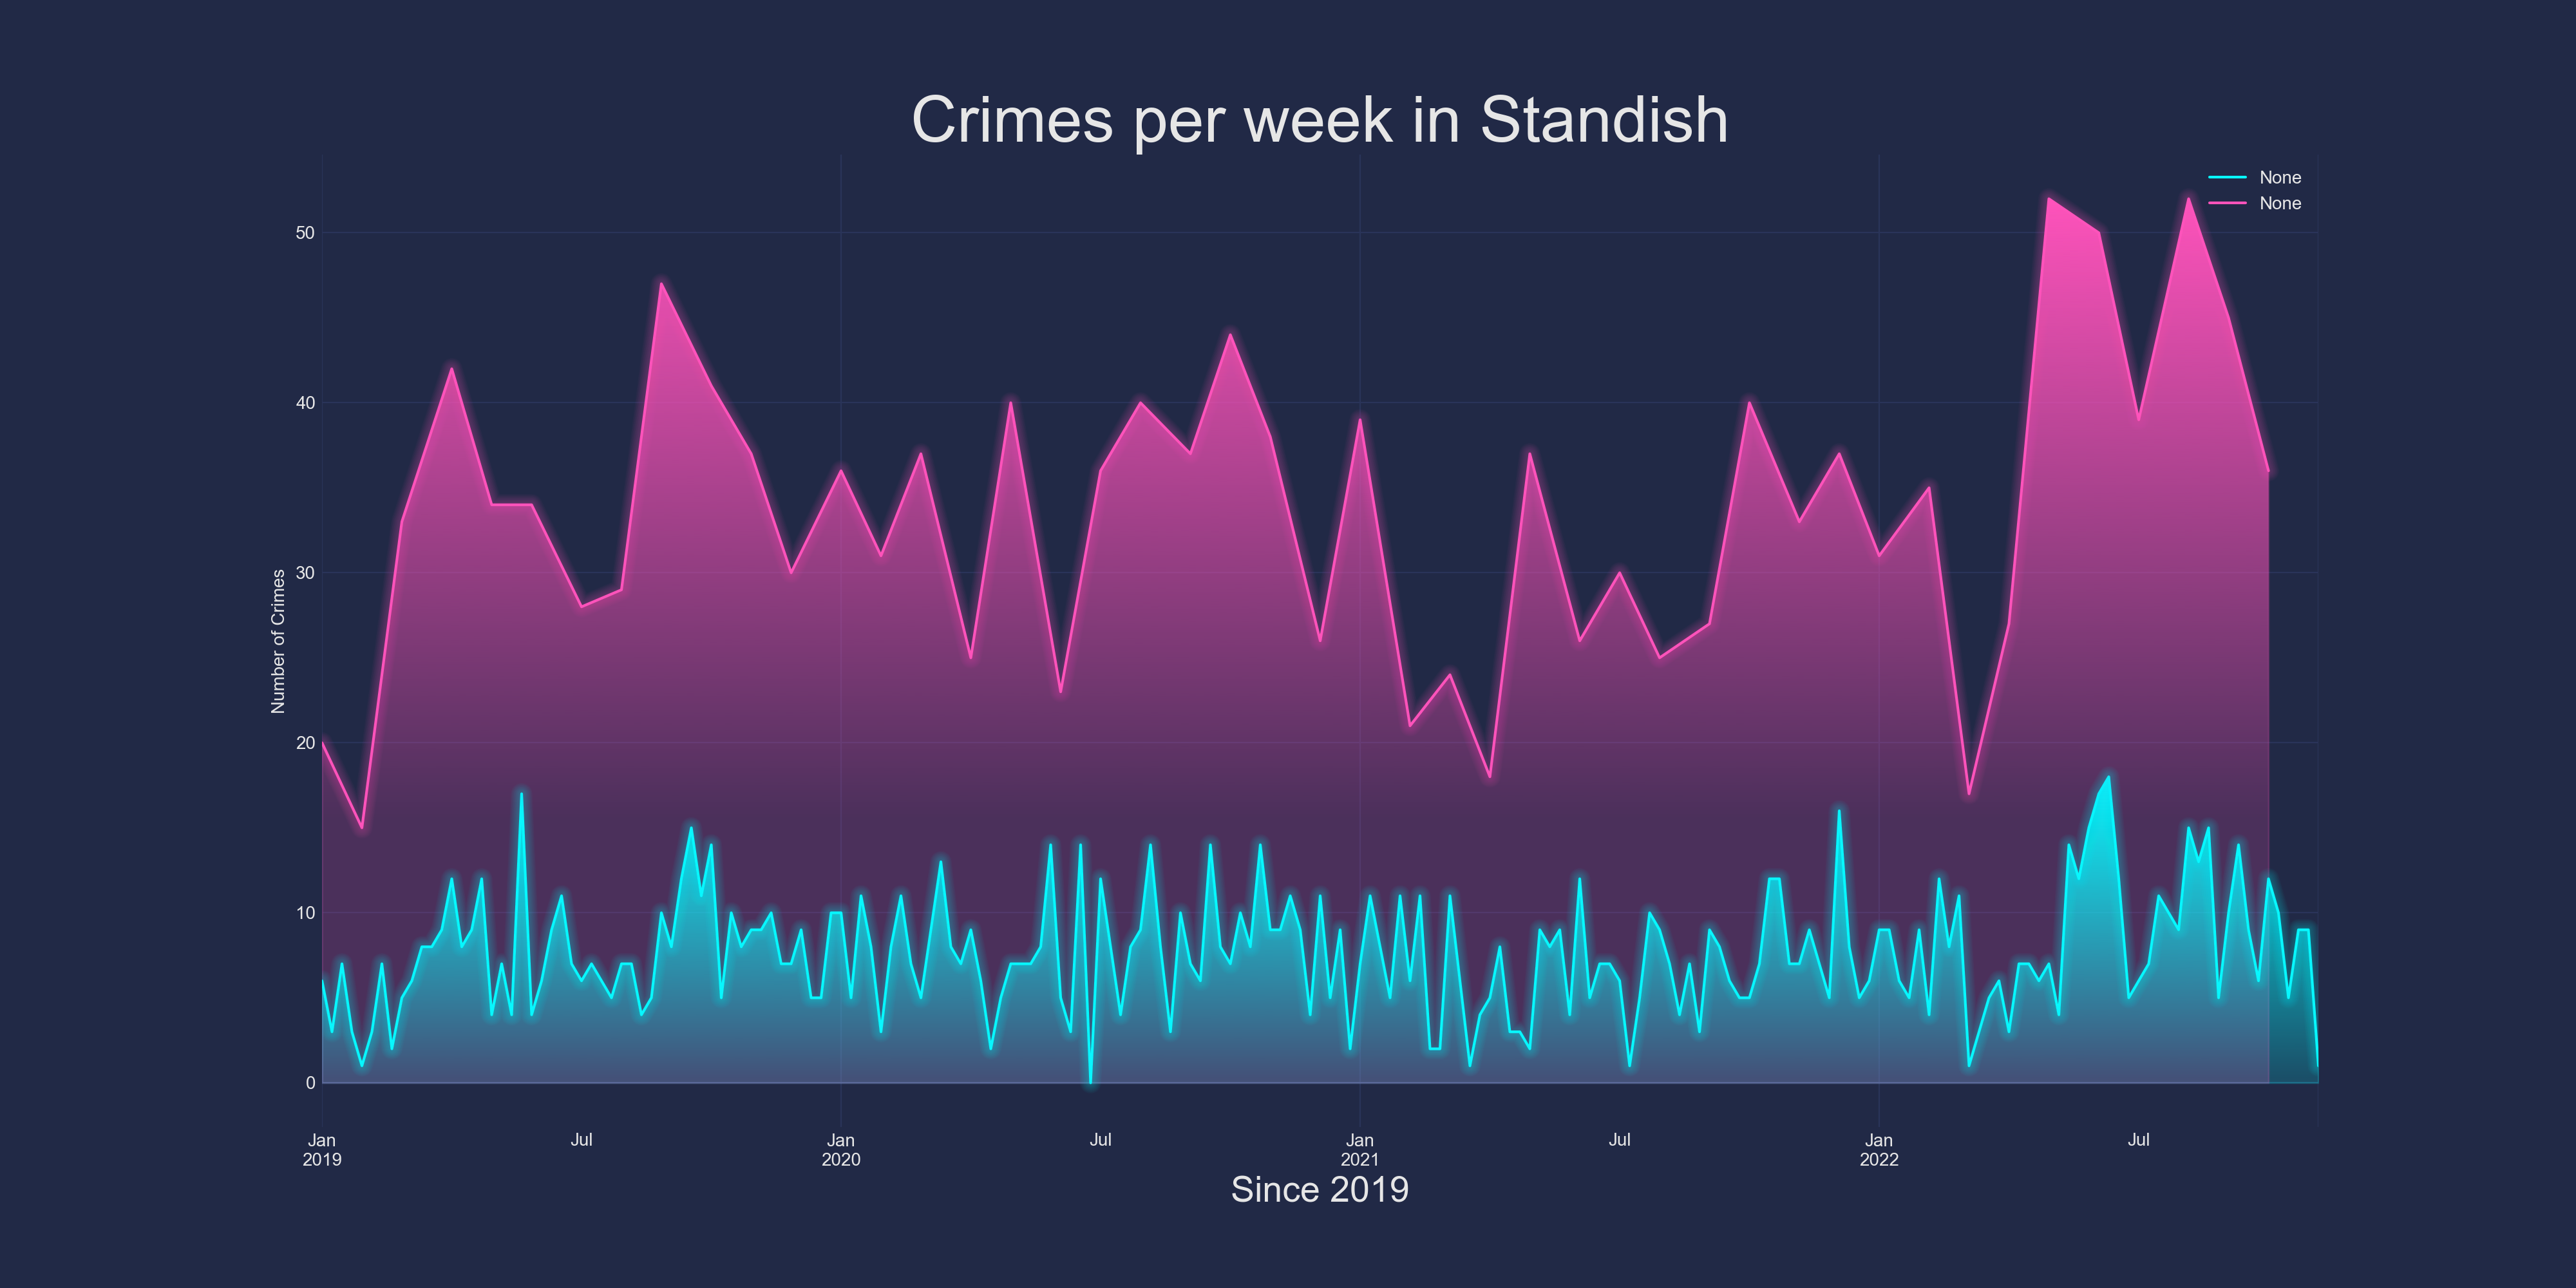 Crimes per week in Standish
None
None
Number of Crimes
50
40
30
20
10
0
Jan Jul Jan Jul Jan Jul Jan Jul
2019 2020 2021 2022
Since 2019